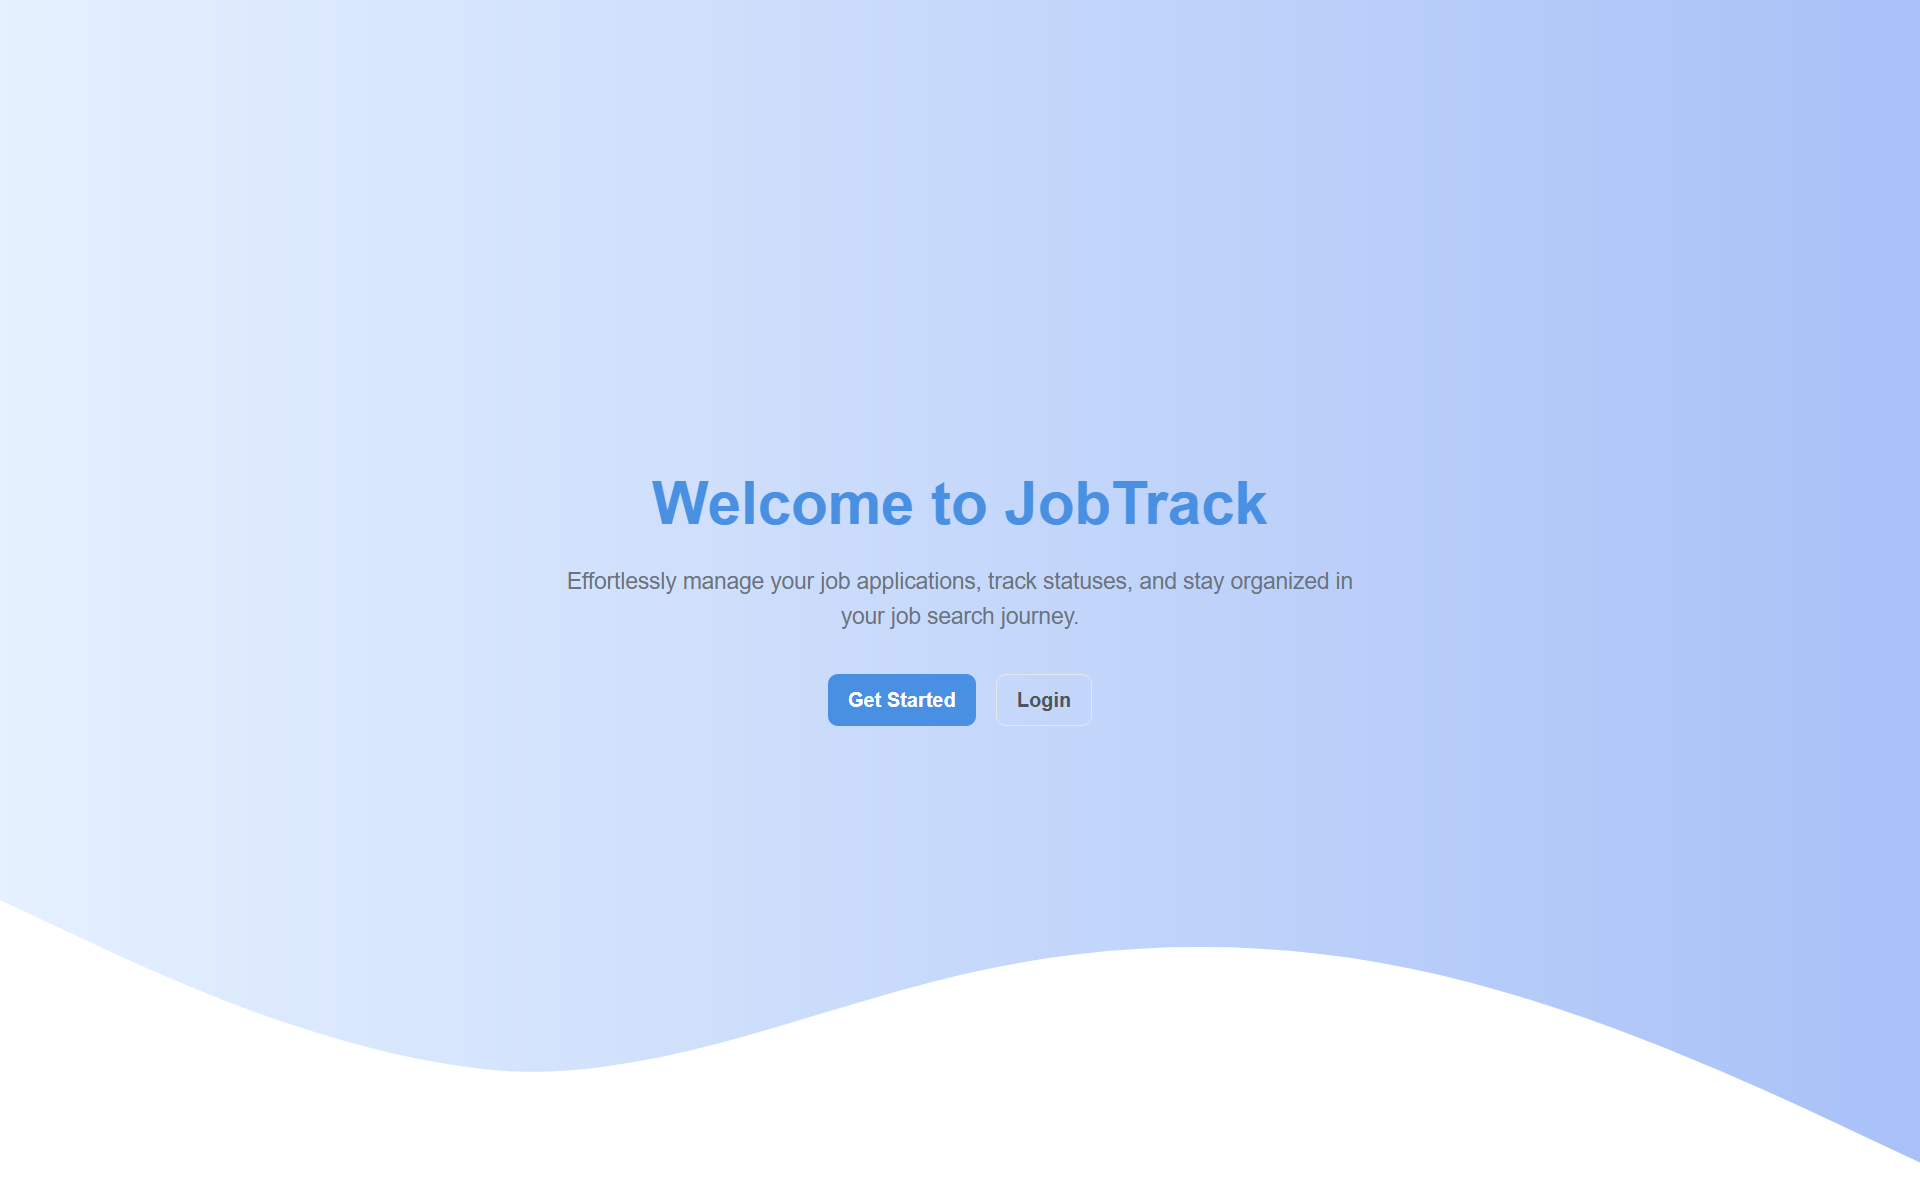 Welcome to JobTrack
Effortlessly manage your job applications, track statuses, and stay organized in
your job search journey.
Get Started
Login